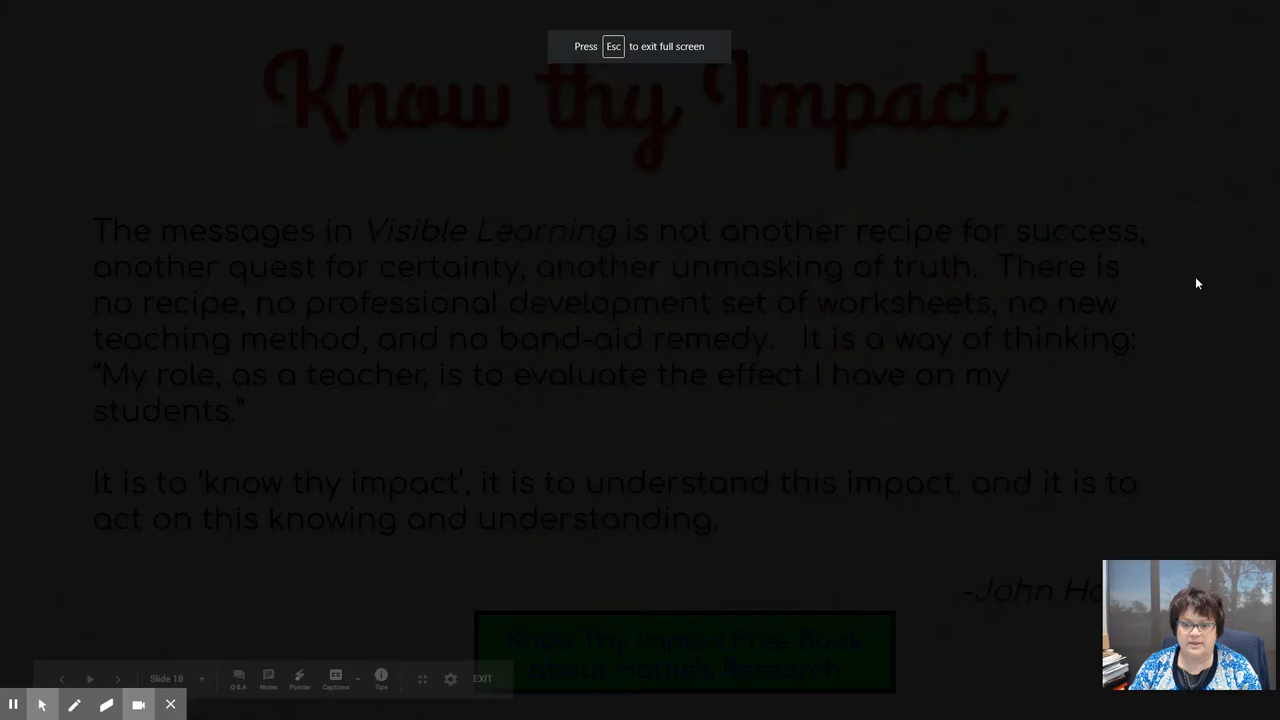 Press Esc to exit full screen
Know thy Impact
The messages in Visible Learning is not another recipe for success,
another quest for certainty, another unmasking of truth. There is
no recipe, no professional development set of worksheets, no new
teaching method, and no band-aid remedy. It is a way of thinking:
"My role, as a teacher, is to evaluate the effect I have on my
students."
It is to 'know thy impact', it is to understand this impact, and it is to
act on this knowing and understanding.
-John
Know Thy Impact Free Book
about Hattie's Research
Slide 18
Q&A Notes Pointer Captions Tips EXIT